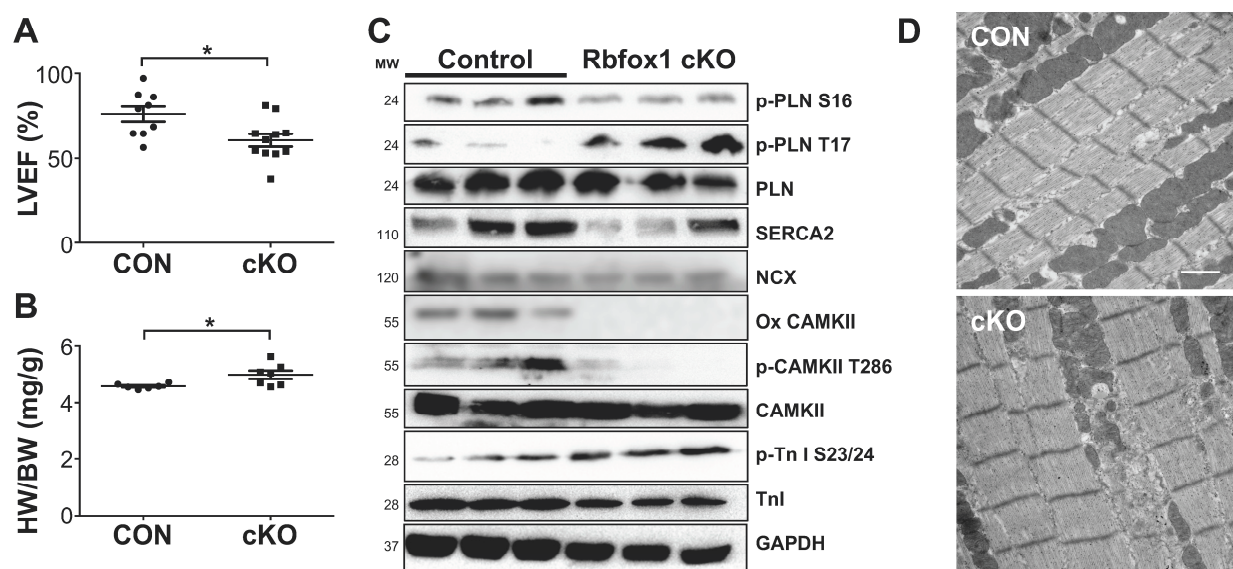 A
*
LVEF (%)
100
50
0
CON cKO
B
*
HW/BW (mg/g)
6
4
2
0
CON cKO
C
MW Control Rbfox1 cKO
24 p-PLN S16
24 p-PLN T17
24 PLN
110 SERCA2
120 NCX
55 Ox CAMKII
55 p-CAMKII T286
55 CAMKII
28 p-Tn I S23/24
28 TnI
37 GAPDH
D
CON
cKO